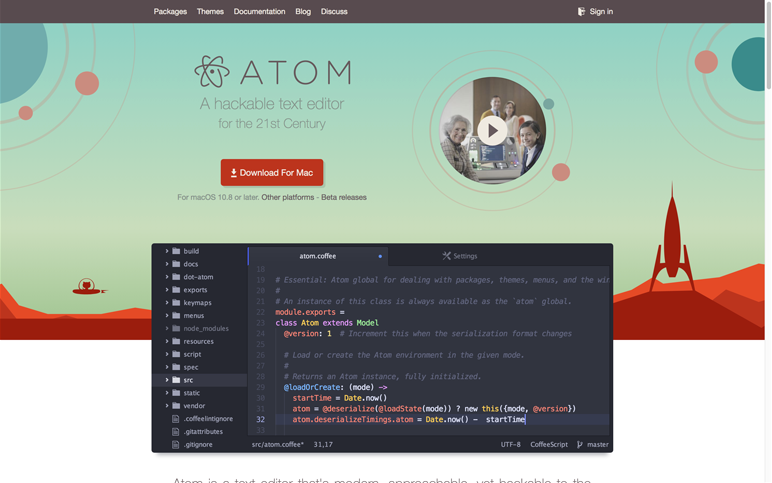 Packages Themes Documentation Blog Discuss Sign in
ATOM
A hackable text editor
for the 21st Century
Download For Mac
For macOS 10.8 or later. Other platforms - Beta releases
build
docs
dot-atom
exports
keymaps
menus
node_modules
resources
script
spec
src
static
vendor
.coffeelintignore
.gitattributes
.gitignore
atom.coffee Settings
18
19 # Essential: Atom global for dealing with packages, themes, menus, and the win
20 #
21 # An instance of this class is always available as the `atom` global.
22 module.exports =
23 class Atom extends Model
24 @version: 1 # Increment this when the serialization format changes
25
26 # Load or create the Atom environment in the given mode.
27 #
28 # Returns an Atom instance, fully initialized.
29 @loadOrCreate: (mode) ->
30 startTime = Date.now()
31 atom = @deserialize(@loadState(mode)) ? new this({mode, @version})
32 atom.deserializeTimings.atom = Date.now() - startTime
33
src/atom.coffee* 31,17 UTF-8 CoffeeScript master
Atom is a text editor that's modern, approachable, yet hackable to the